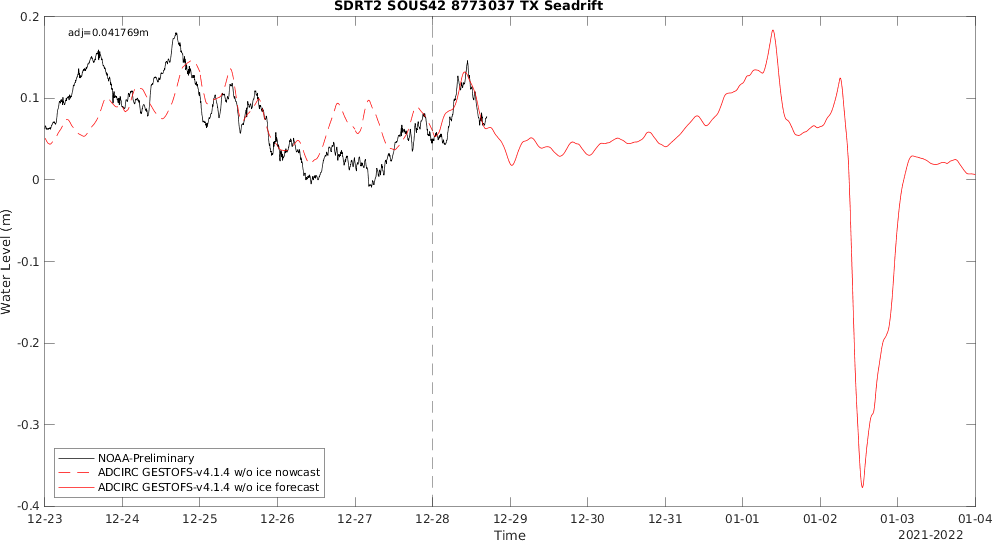 SDRT2 SOUS42 8773037 TX Seadrift
adj=0.041769m
0.2
0.1
0
-0.1
-0.2
-0.3
-0.4
Water Level (m)
NOAA-Preliminary
ADCIRC GESTOFS-v4.1.4 w/o ice nowcast
ADCIRC GESTOFS-v4.1.4 w/o ice forecast
12-23 12-24 12-25 12-26 12-27 12-28 12-29 12-30 12-31 01-01 01-02 01-03 01-04
Time
2021-2022